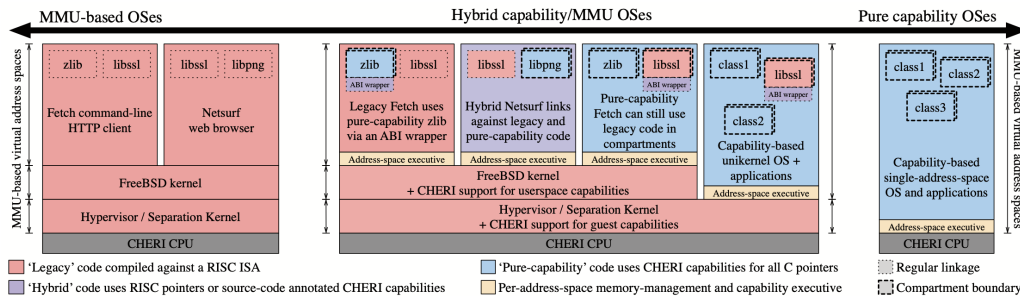 MMU-based OSes
Hybrid capability/MMU OSes
Pure capability OSes
MMU-based virtual address spaces
zlib
libssl
Fetch command-line
HTTP client
libssl
libpng
Netsurf
web browser
FreeBSD kernel
Hypervisor / Separation Kernel
CHERI CPU
zlib
libssl
ABI wrapper
Legacy Fetch uses
pure-capability zlib
via an ABI wrapper
Address-space executive
libssl
libpng
ABI wrapper
Hybrid Netsurf links
against legacy and
pure-capability code
Address-space executive
zlib
libssl
ABI wrapper
Pure-capability
Fetch can still use
legacy code in
compartments
Address-space executive
class1
libssl
ABI wrapper
class2
Capability-based
unikernel OS +
applications
Address-space executive
FreeBSD kernel
+ CHERI support for userspace capabilities
Hypervisor / Separation Kernel
+ CHERI support for guest capabilities
CHERI CPU
class1
class2
class3
Capability-based
single-address-space
OS and applications
Address-space executive
CHERI CPU
MMU-based virtual address spaces
‘Legacy’ code compiled against a RISC ISA
‘Hybrid’ code uses RISC pointers or source-code annotated CHERI capabilities
‘Pure-capability’ code uses CHERI capabilities for all C pointers
Per-address-space memory-management and capability executive
Regular linkage
Compartment boundary